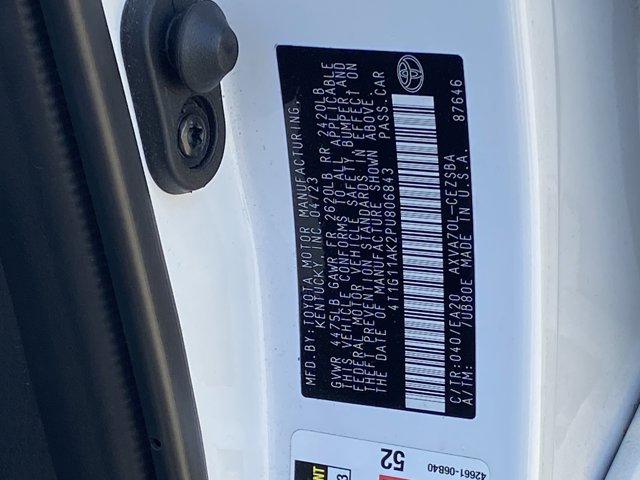 MFD.BY:TOYOTA MOTOR MANUFACTURING,
KENTUCKY,INC.04/23
GVWR 4475LB GAWR FR 2620LB RR 2420LB
THIS VEHICLE CONFORMS TO ALL APPLICABLE
FEDERAL MOTOR VEHICLE SAFETY, BUMPER, AND
THEFT PREVENTION STANDARDS IN EFFECT ON
THE DATE OF MANUFACTURE SHOWN ABOVE.
4T1G11AK2PU806843 PASS.CAR
C/TR:040/EA20 AXVA70L-CEZSBA
A/TM: /UB80E MADE IN U.S.A. 87646
52
42661-06840